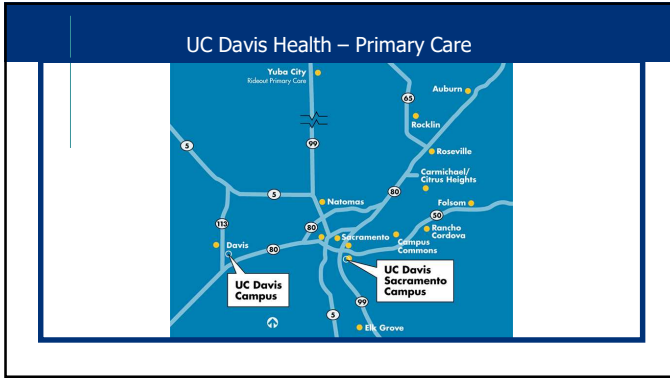 UC Davis Health – Primary Care
Yuba City
Rideout Primary Care
Auburn
65
Rocklin
5
99
Roseville
Carmichael/
Citrus Heights
80
5
Natomas
Folsom
50
113
80
Rancho
Cordova
Sacramento
Campus
Commons
Davis
80
UC Davis
Campus
UC Davis
Sacramento
Campus
99
5
Elk Grove